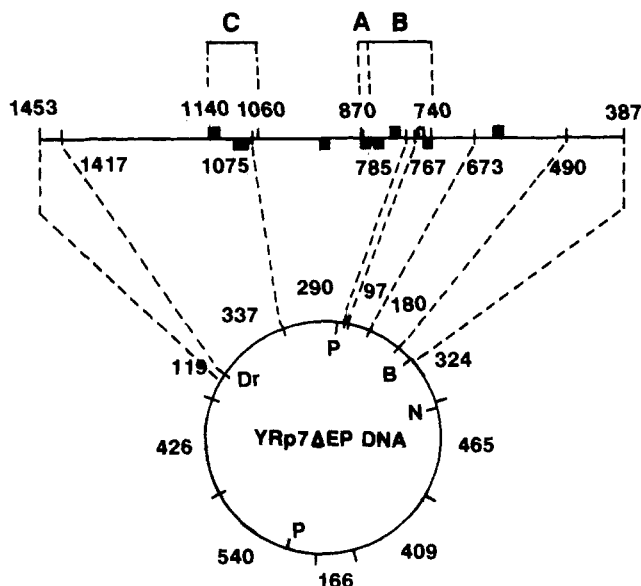 C A B
1453 1140 1060 870 740 387
1417 1075 785 767 673 490
290 97 180
337 P
119 Dr B 324
N
426 YRp7ΔEP DNA 465
P
540 409
166